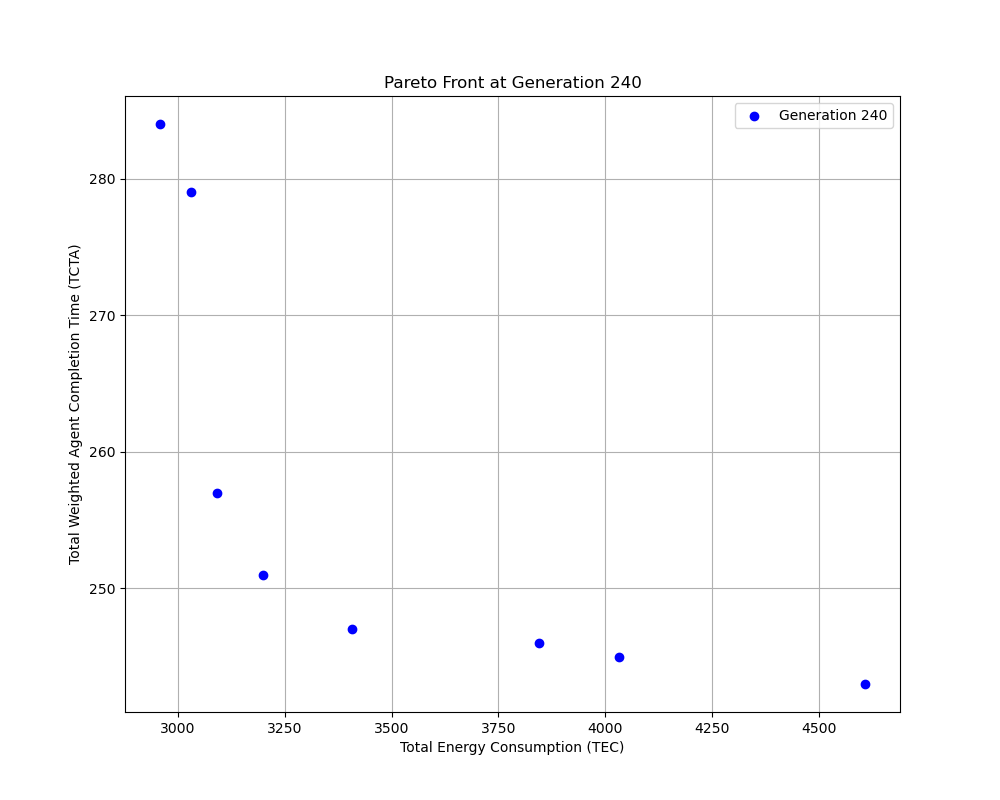 Pareto Front at Generation 240
Generation 240
280
270
260
250
Total Weighted Agent Completion Time (TCTA)
3000 3250 3500 3750 4000 4250 4500
Total Energy Consumption (TEC)